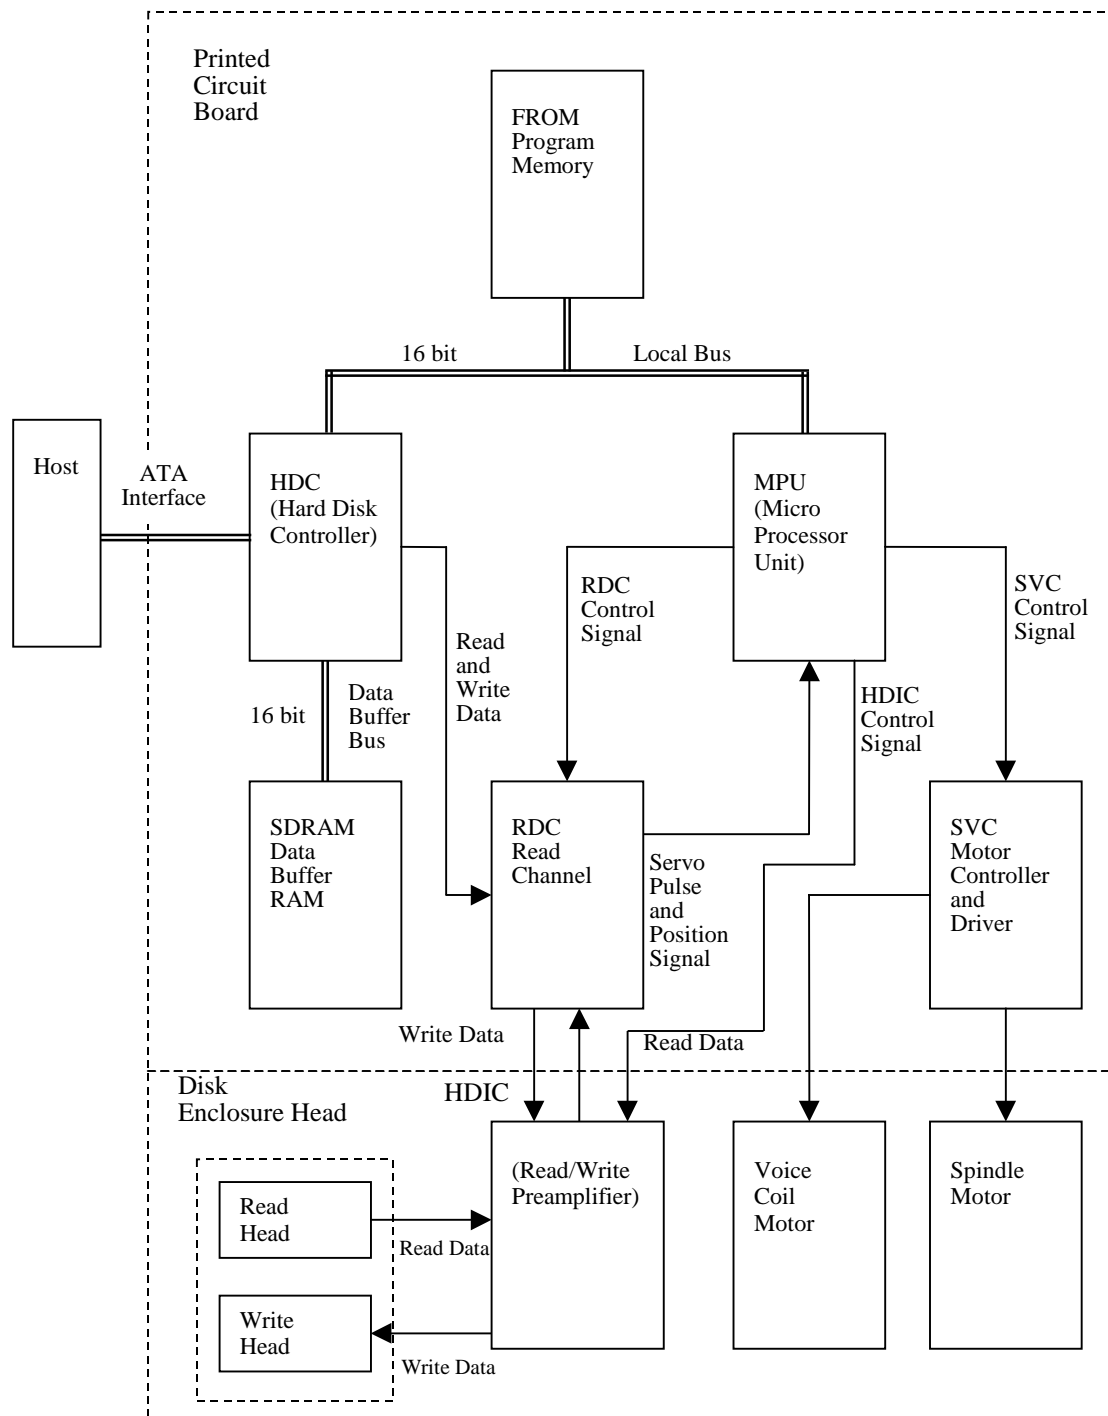 Printed
Circuit
Board
FROM
Program
Memory
16 bit
Local Bus
Host
ATA
Interface
HDC
(Hard Disk
Controller)
MPU
(Micro
Processor
Unit)
RDC
Control
Signal
SVC
Control
Signal
Read
and
Write
Data
HDIC
Control
Signal
16 bit
Data
Buffer
Bus
SDRAM
Data
Buffer
RAM
RDC
Read
Channel
Servo
Pulse
and
Position
Signal
SVC
Motor
Controller
and
Driver
Write Data
Read Data
Disk
Enclosure Head
HDIC
(Read/Write
Preamplifier)
Voice
Coil
Motor
Spindle
Motor
Read
Head
Read Data
Write
Head
Write Data